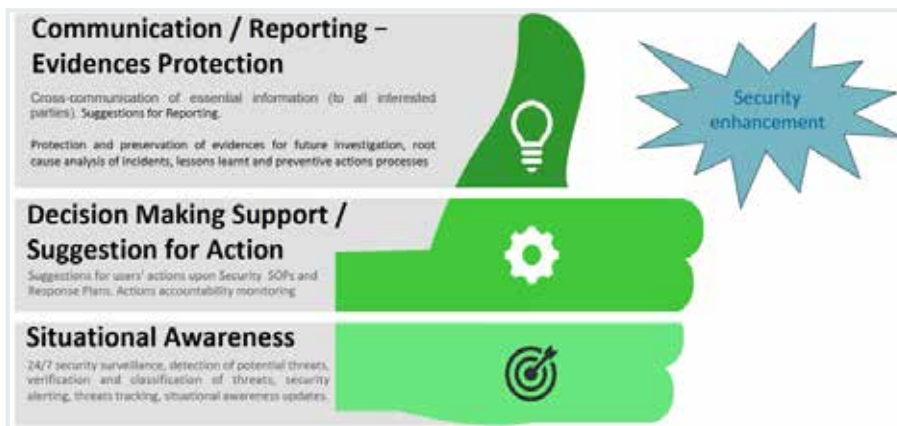 Communication / Reporting –
Evidences Protection
Cross-communication of essential information (to all interested
parties). Suggestions for Reporting.
Protection and preservation of evidences for future investigation, root
cause analysis of incidents, lessons learnt and preventive actions processes
Security
enhancement
Decision Making Support /
Suggestion for Action
Suggestions for users' actions upon Security SOPs and
Response Plans. Actions accountability monitoring
Situational Awareness
24/7 security surveillance, detection of potential threats,
verification and classification of threats, security
alerting, threats tracking, situational awareness updates.